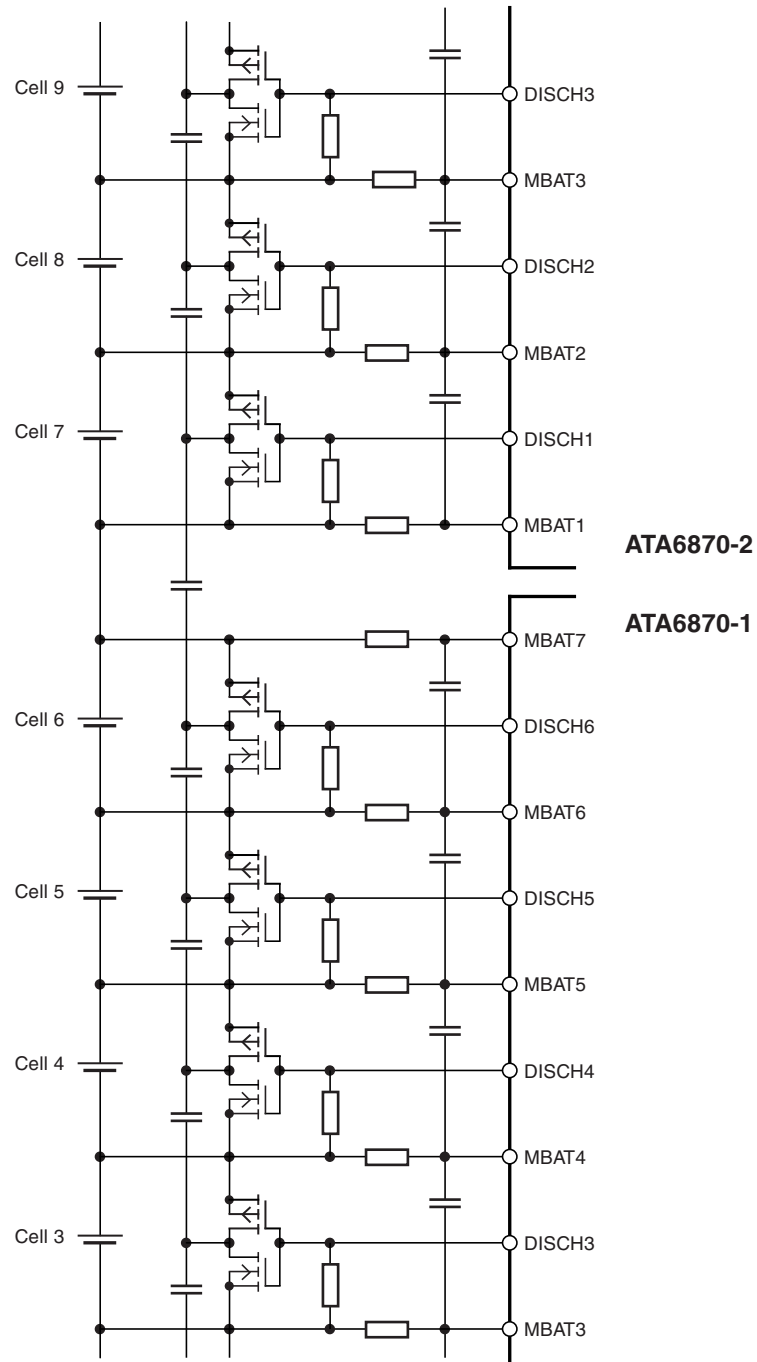 Cell 9
DISCH3
MBAT3
Cell 8
DISCH2
MBAT2
Cell 7
DISCH1
MBAT1
ATA6870-2
ATA6870-1
MBAT7
Cell 6
DISCH6
MBAT6
Cell 5
DISCH5
MBAT5
Cell 4
DISCH4
MBAT4
Cell 3
DISCH3
MBAT3